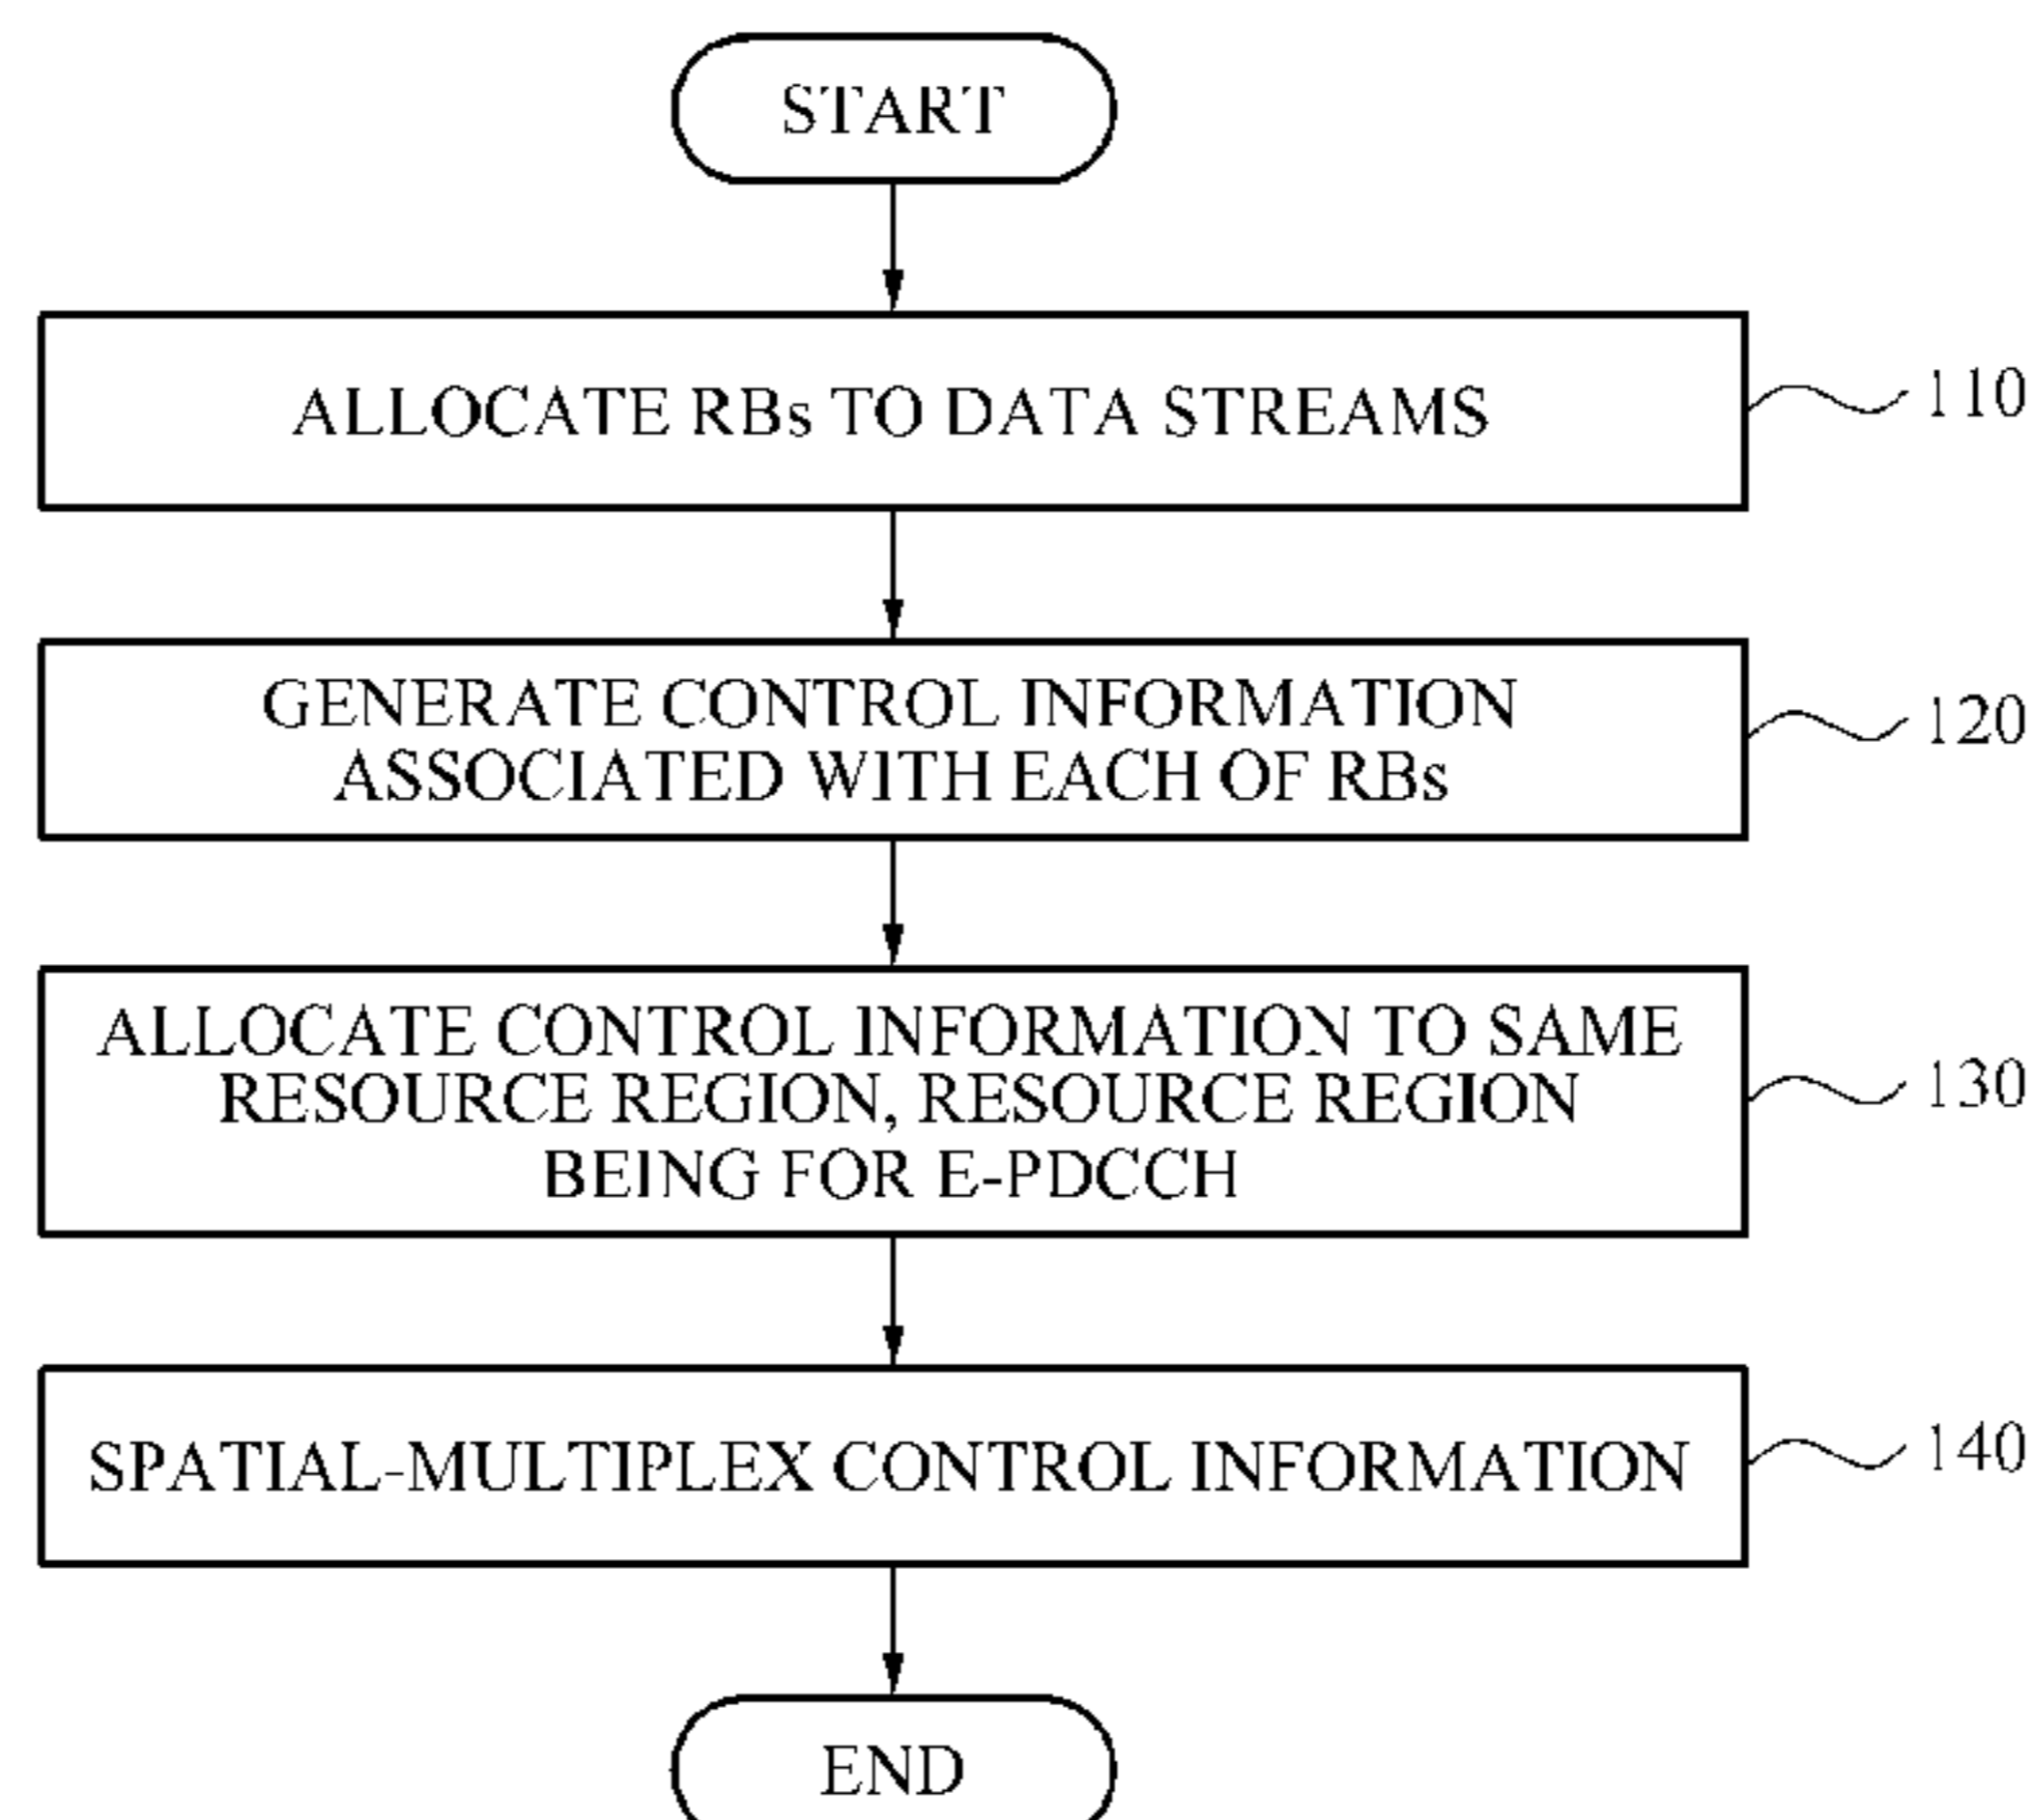 START
ALLOCATE RBs TO DATA STREAMS
110
GENERATE CONTROL INFORMATION
ASSOCIATED WITH EACH OF RBs
120
ALLOCATE CONTROL INFORMATION TO SAME
RESOURCE REGION, RESOURCE REGION
BEING FOR E-PDCCH
130
SPATIAL-MULTIPLEX CONTROL INFORMATION
140
END